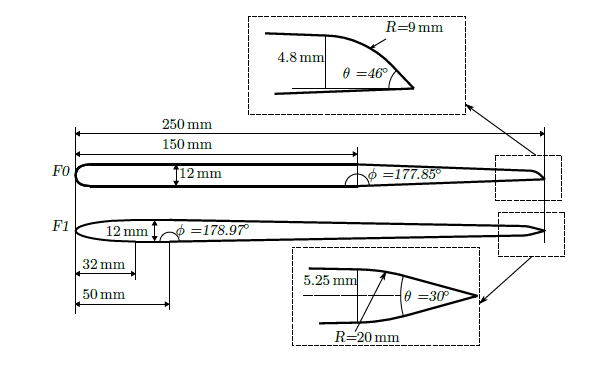 R=9 mm
4.8 mm
θ =46°
250 mm
150 mm
F0
12 mm
ϕ =177.85°
F1
12 mm
ϕ =178.97°
32 mm
50 mm
5.25 mm
θ =30°
R=20 mm